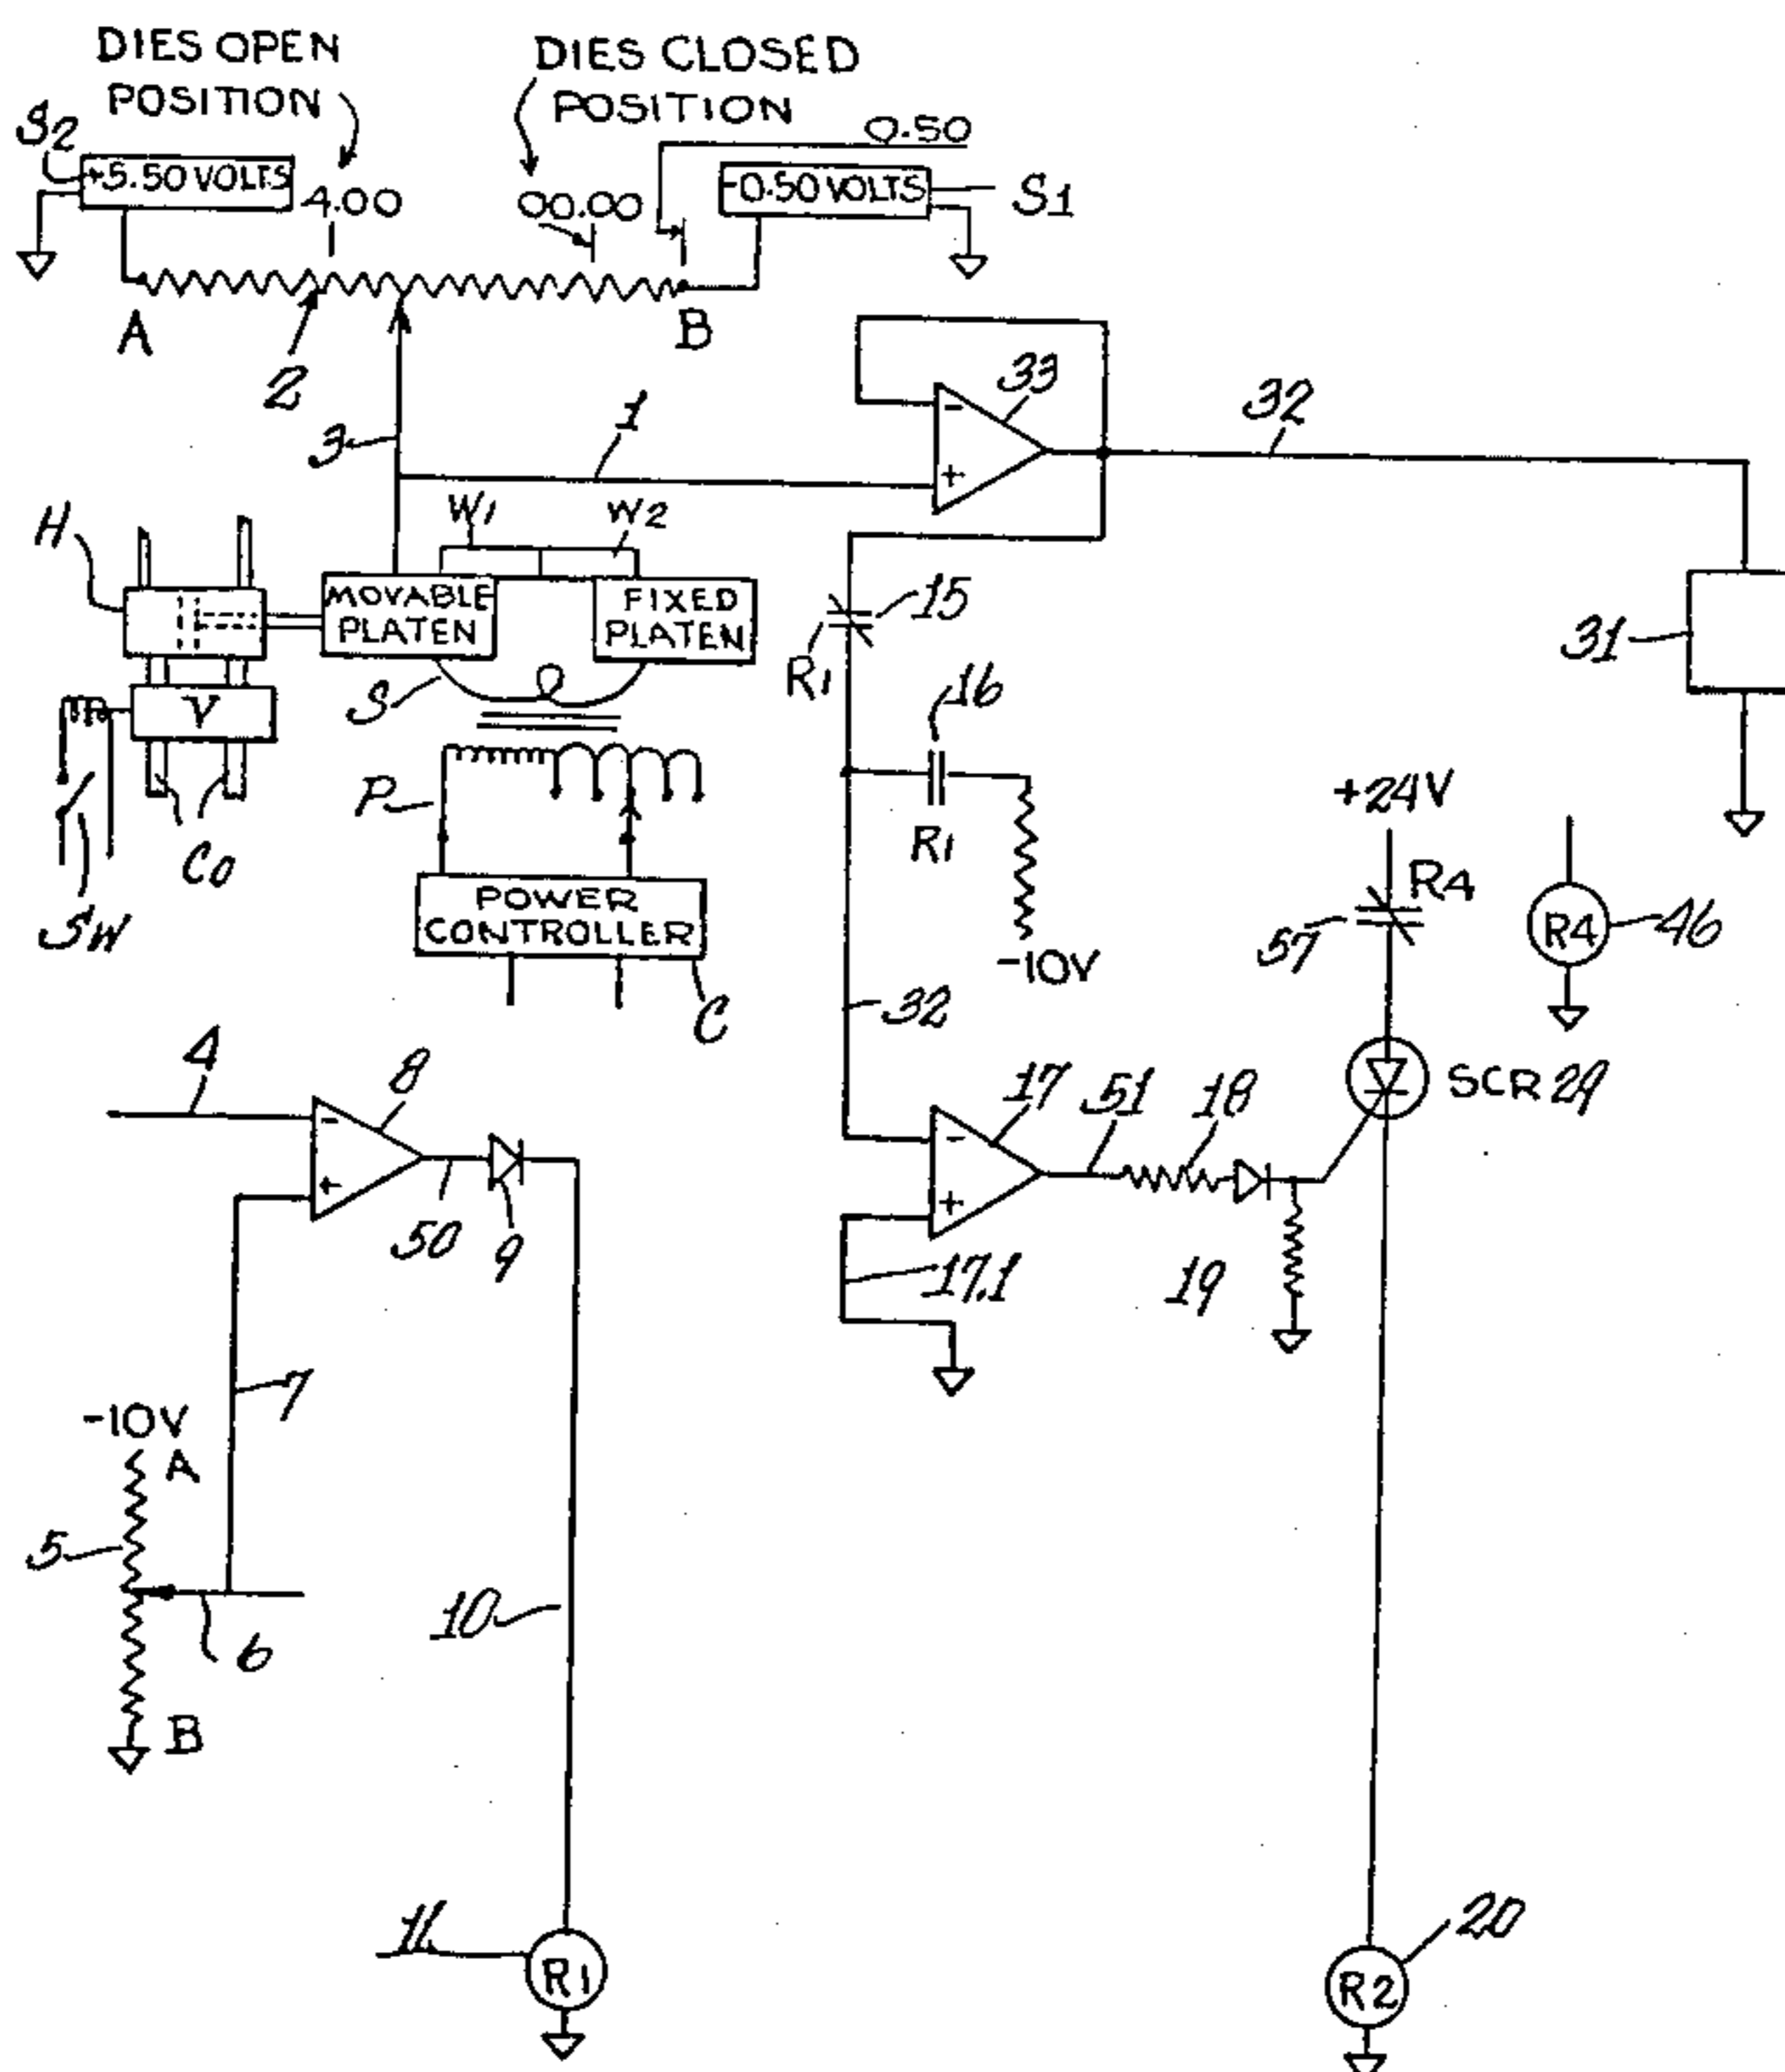 DIES OPEN
POSITION
DIES CLOSED
POSITION
S2
+5.50 VOLTS
4.00
00.00
0.50
-0.50 VOLTS
S1
A
B
2
3
1
33
32
-
+
H
W1
W2
MOVABLE
PLATEN
FIXED
PLATEN
15
R1
31
V
S
16
P
R1
+24V
Co
SW
POWER
CONTROLLER
-10V
R4
57
R4
46
C
32
4
8
17
51
18
SCR 29
-
+
-
+
50
9
17.1
19
7
-10V
A
5
6
10
B
11
R1
20
R2